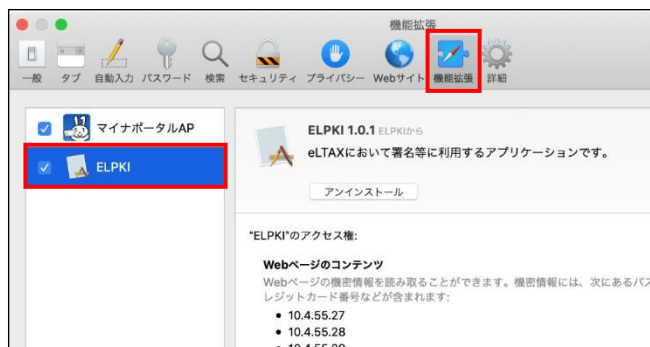 機能拡張
一般 タブ 自動入力 パスワード 検索 セキュリティ プライバシー Webサイト 機能拡張 詳細
マイナポータルAP
ELPKI
ELPKI 1.0.1 ELPKIから
eLTAXにおいて署名等に利用するアプリケーションです。
アンインストール
"ELPKI"のアクセス権:
Webページのコンテンツ
Webページの機密情報を読み取ることができます。機密情報には、次にあるパス
レジットカード番号などが含まれます:
• 10.4.55.27
• 10.4.55.28